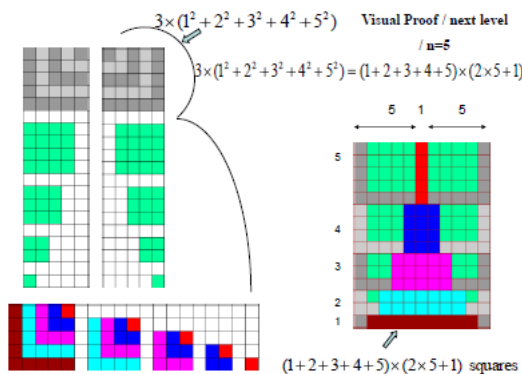 3×(1²+2²+3²+4²+5²)
Visual Proof / next level
/ n=5
3×(1²+2²+3²+4²+5²)=(1+2+3+4+5)×(2×5+1)
5 1 5
5
4
3
2
1
(1+2+3+4+5)×(2×5+1) squares